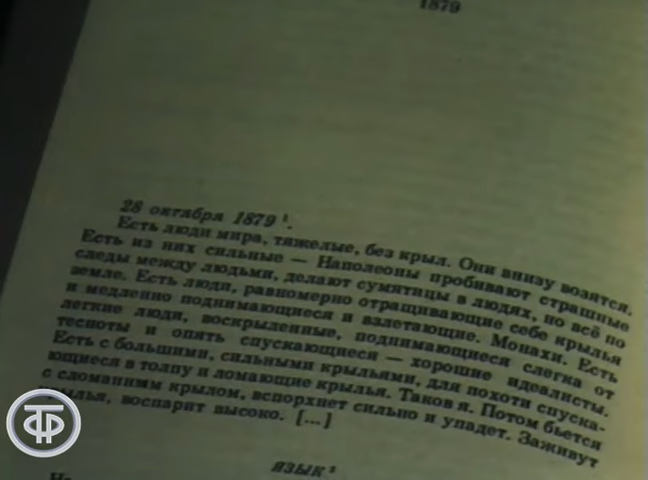 1879
28 октября 1879 ¹.
Есть люди мира, тяжелые, без крыл. Они внизу возятся.
Есть из них сильные — Наполеоны пробивают страшные
следы между людьми, делают сумятицы в людях, но всё по
земле. Есть люди, равномерно отращивающие себе крылья
и медленно поднимающиеся и взлетающие. Монахи. Есть
легкие люди, воскрыленные, поднимающиеся слегка от
тесноты и опять спускающиеся — хорошие идеалисты.
Есть с большими, сильными крыльями, для похоти спуска-
ющиеся в толпу и ломающие крылья. Таков я. Потом бьется
с сломанным крылом, вспорхнет сильно и упадет. Заживут
крылья, воспарит высоко. [...]
ЯЗЫК ²